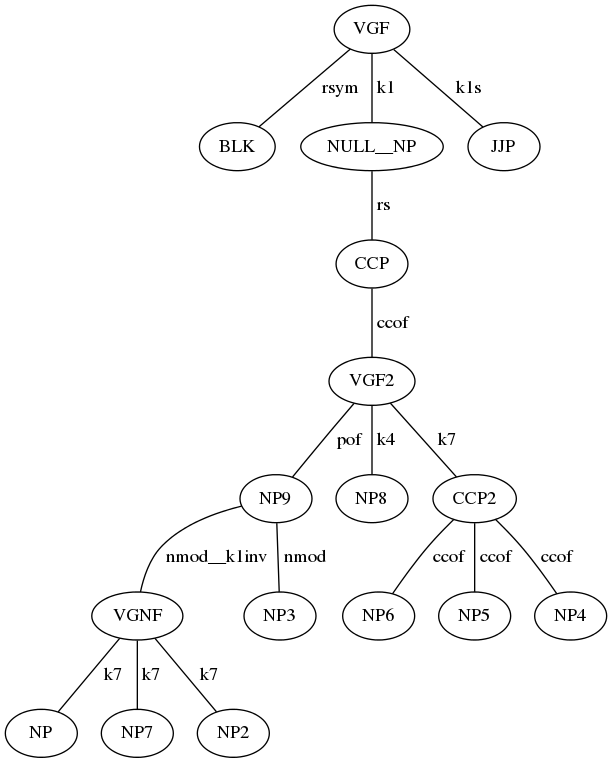 VGF
rsym k1 k1s
BLK NULL__NP JJP
rs
CCP
ccof
VGF2
pof k4 k7
NP9 NP8 CCP2
nmod__k1inv nmod ccof ccof ccof
VGNF NP3 NP6 NP5 NP4
k7 k7 k7
NP NP7 NP2